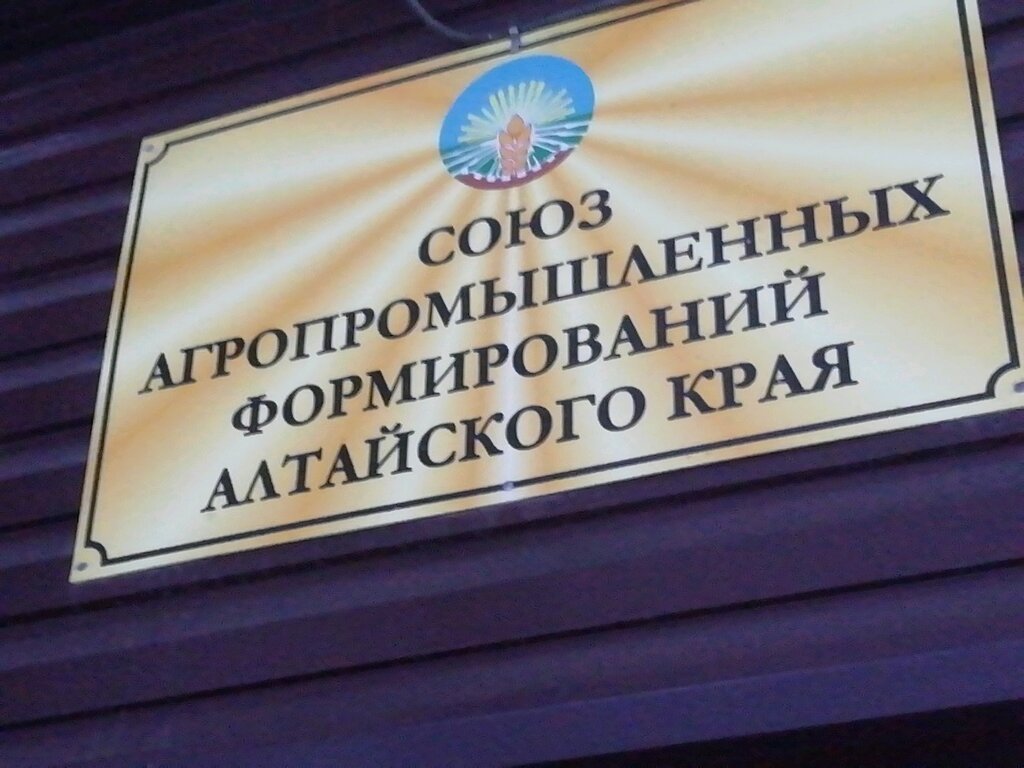 СОЮЗ
АГРОПРОМЫШЛЕННЫХ
ФОРМИРОВАНИЙ
АЛТАЙСКОГО КРАЯ